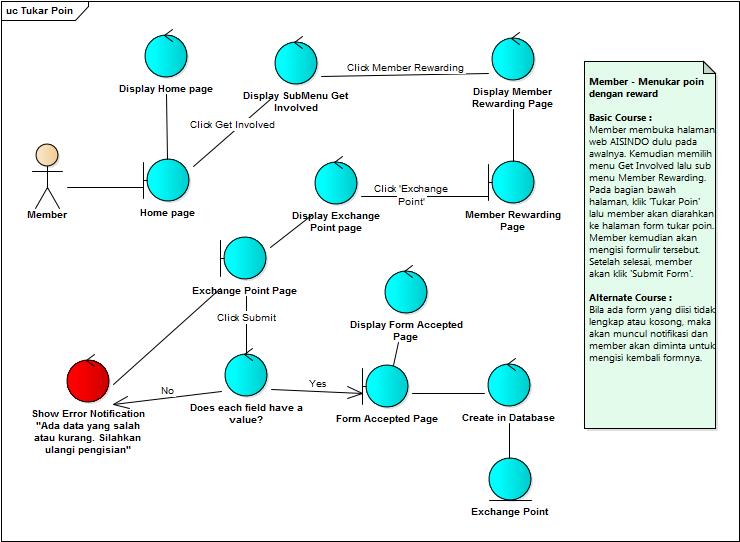 uc Tukar Poin
Display Home page
Display SubMenu Get
Involved
Click Member Rewarding
Display Member
Rewarding Page
Click Get Involved
Member
Home page
Display Exchange
Point page
Click 'Exchange
Point'
Member Rewarding
Page
Exchange Point Page
Click Submit
Display Form Accepted
Page
Show Error Notification
"Ada data yang salah
atau kurang. Silahkan
ulangi pengisian"
No
Does each field have a
value?
Yes
Form Accepted Page
Create in Database
Exchange Point
Member - Menukar poin
dengan reward
Basic Course :
Member membuka halaman
web AISINDO dulu pada
awalnya. Kemudian memilih
menu Get Involved lalu sub
menu Member Rewarding.
Pada bagian bawah
halaman, klik 'Tukar Poin'
lalu member akan diarahkan
ke halaman form tukar poin.
Member kemudian akan
mengisi formulir tersebut.
Setelah selesai, member
akan klik 'Submit Form'.
Alternate Course :
Bila ada form yang diisi tidak
lengkap atau kosong, maka
akan muncul notifikasi dan
member akan diminta untuk
mengisi kembali formnya.